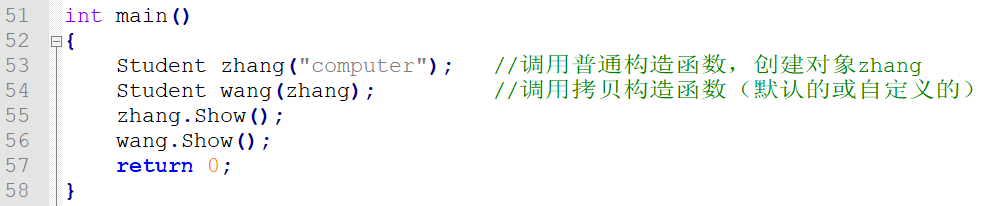 51 int main()
52 {
53     Student zhang("computer");   //调用普通构造函数，创建对象zhang
54     Student wang(zhang);         //调用拷贝构造函数（默认的或自定义的）
55     zhang.Show();
56     wang.Show();
57     return 0;
58 }